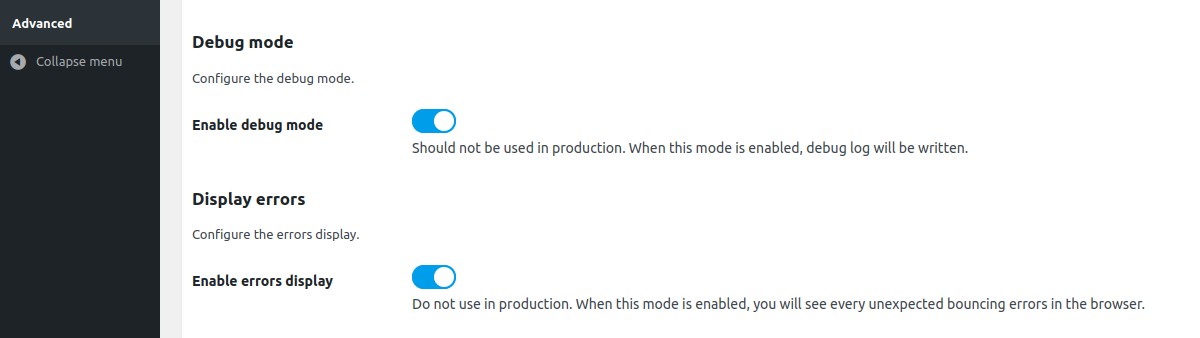 Advanced
Collapse menu
Debug mode
Configure the debug mode.
Enable debug mode
Should not be used in production. When this mode is enabled, debug log will be written.
Display errors
Configure the errors display.
Enable errors display
Do not use in production. When this mode is enabled, you will see every unexpected bouncing errors in the browser.